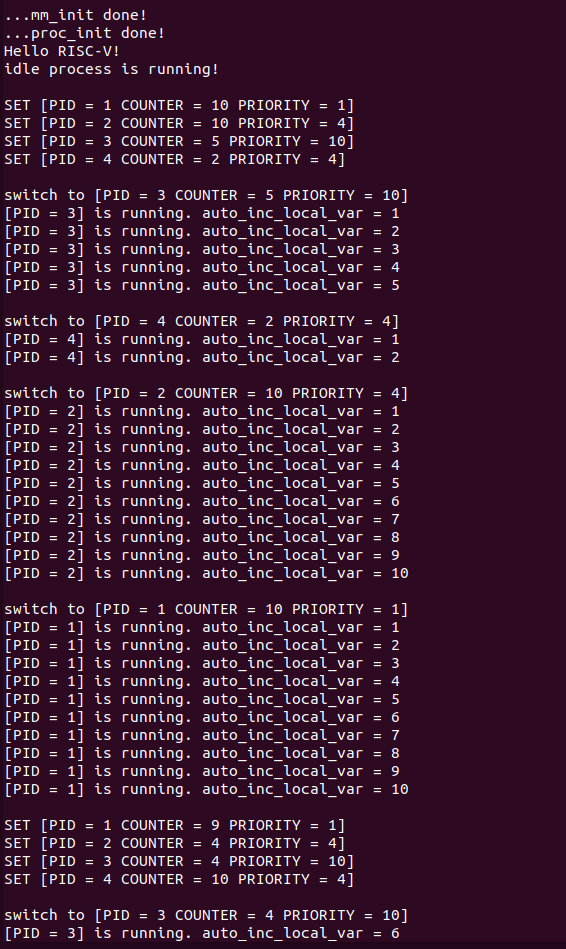 ...mm_init done!
...proc_init done!
Hello RISC-V!
idle process is running!
SET [PID = 1 COUNTER = 10 PRIORITY = 1]
SET [PID = 2 COUNTER = 10 PRIORITY = 4]
SET [PID = 3 COUNTER = 5 PRIORITY = 10]
SET [PID = 4 COUNTER = 2 PRIORITY = 4]
switch to [PID = 3 COUNTER = 5 PRIORITY = 10]
[PID = 3] is running. auto_inc_local_var = 1
[PID = 3] is running. auto_inc_local_var = 2
[PID = 3] is running. auto_inc_local_var = 3
[PID = 3] is running. auto_inc_local_var = 4
[PID = 3] is running. auto_inc_local_var = 5
switch to [PID = 4 COUNTER = 2 PRIORITY = 4]
[PID = 4] is running. auto_inc_local_var = 1
[PID = 4] is running. auto_inc_local_var = 2
switch to [PID = 2 COUNTER = 10 PRIORITY = 4]
[PID = 2] is running. auto_inc_local_var = 1
[PID = 2] is running. auto_inc_local_var = 2
[PID = 2] is running. auto_inc_local_var = 3
[PID = 2] is running. auto_inc_local_var = 4
[PID = 2] is running. auto_inc_local_var = 5
[PID = 2] is running. auto_inc_local_var = 6
[PID = 2] is running. auto_inc_local_var = 7
[PID = 2] is running. auto_inc_local_var = 8
[PID = 2] is running. auto_inc_local_var = 9
[PID = 2] is running. auto_inc_local_var = 10
switch to [PID = 1 COUNTER = 10 PRIORITY = 1]
[PID = 1] is running. auto_inc_local_var = 1
[PID = 1] is running. auto_inc_local_var = 2
[PID = 1] is running. auto_inc_local_var = 3
[PID = 1] is running. auto_inc_local_var = 4
[PID = 1] is running. auto_inc_local_var = 5
[PID = 1] is running. auto_inc_local_var = 6
[PID = 1] is running. auto_inc_local_var = 7
[PID = 1] is running. auto_inc_local_var = 8
[PID = 1] is running. auto_inc_local_var = 9
[PID = 1] is running. auto_inc_local_var = 10
SET [PID = 1 COUNTER = 9 PRIORITY = 1]
SET [PID = 2 COUNTER = 4 PRIORITY = 4]
SET [PID = 3 COUNTER = 4 PRIORITY = 10]
SET [PID = 4 COUNTER = 10 PRIORITY = 4]
switch to [PID = 3 COUNTER = 4 PRIORITY = 10]
[PID = 3] is running. auto_inc_local_var = 6